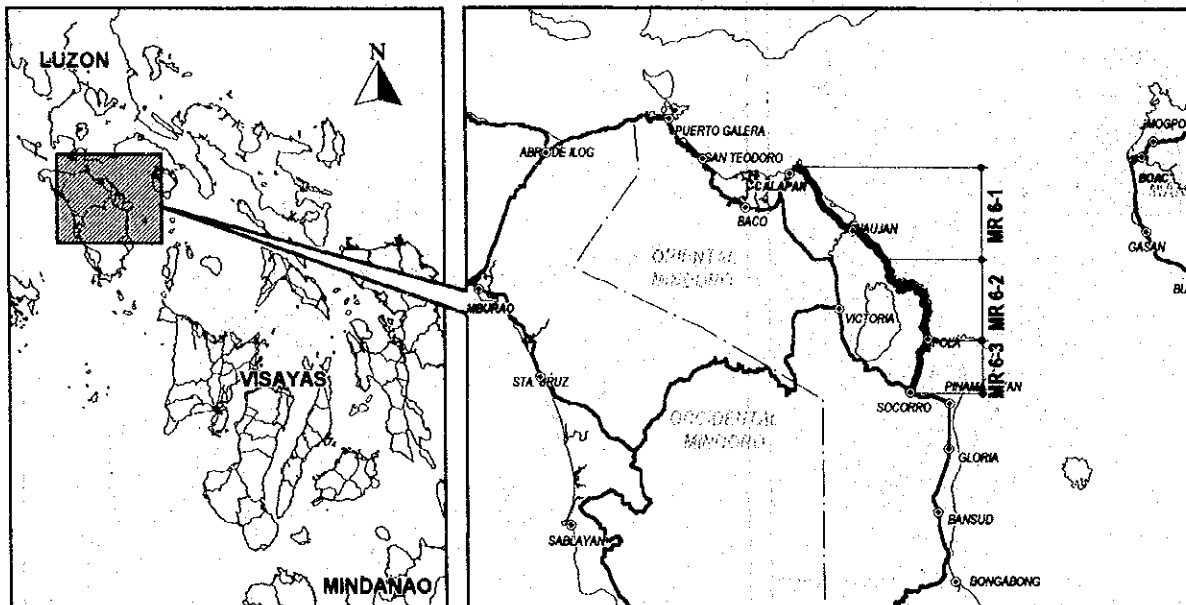 LUZON
N
VISAYAS
MINDANAO
PUERTO GALERA
ABRA DE ILOG
SAN TEODORO
CALAPAN
BACO
NAUJAN
ORIENTAL
MINDORO
MR 6-1
MR 6-2
MR 6-3
VICTORIA
POLA
STA CRUZ
SOCORRO
OCCIDENTAL
MINDORO
GLORIA
SABLAYAN
BANSUD
BONGABONG
MOGPO
BOAC
GASAN